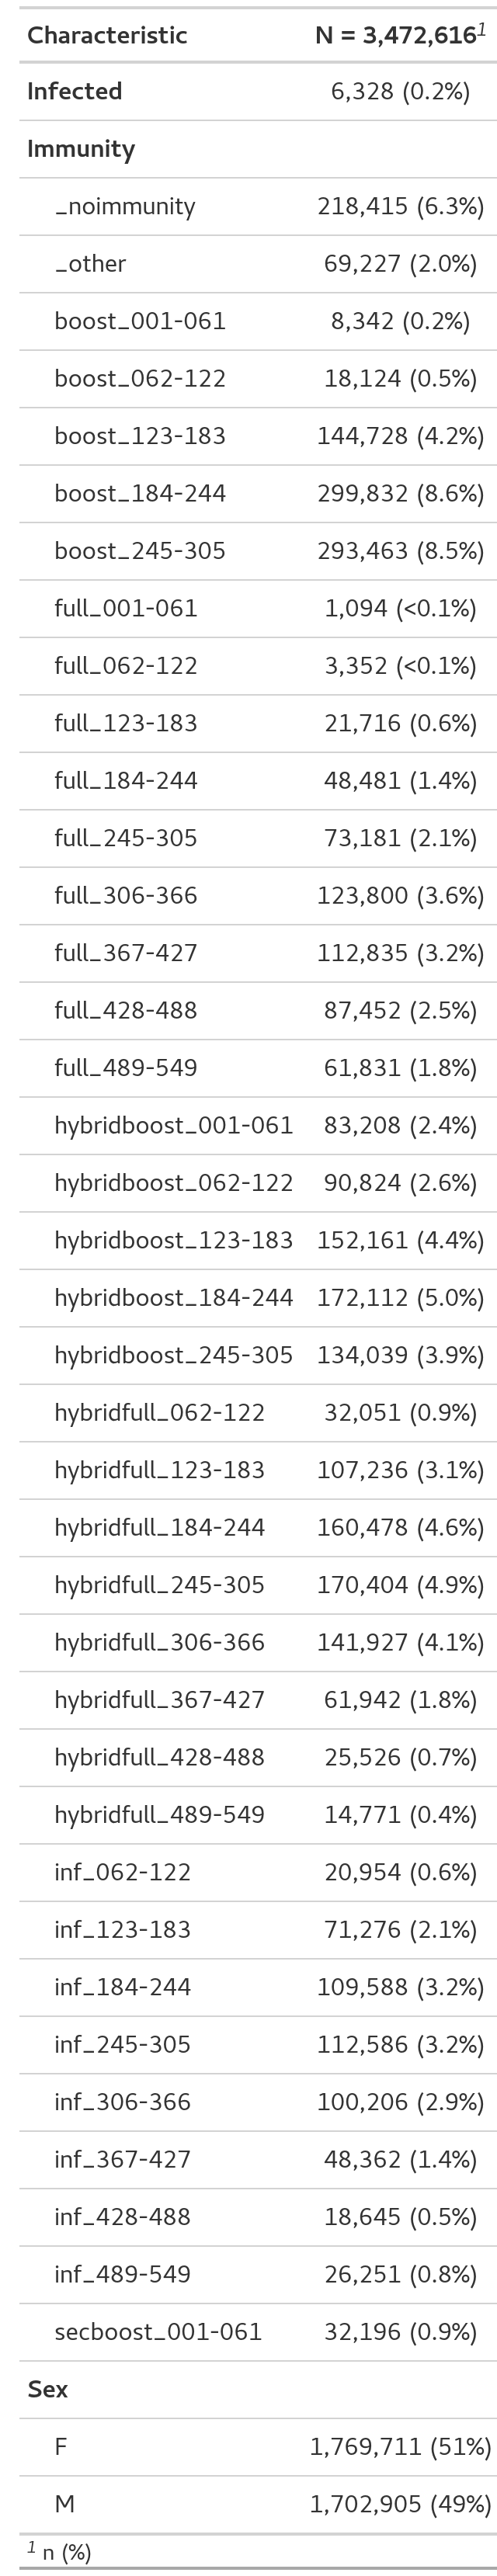 Characteristic N = 3,472,616¹
Infected 6,328 (0.2%)
Immunity
_noimmunity 218,415 (6.3%)
_other 69,227 (2.0%)
boost_001-061 8,342 (0.2%)
boost_062-122 18,124 (0.5%)
boost_123-183 144,728 (4.2%)
boost_184-244 299,832 (8.6%)
boost_245-305 293,463 (8.5%)
full_001-061 1,094 (<0.1%)
full_062-122 3,352 (<0.1%)
full_123-183 21,716 (0.6%)
full_184-244 48,481 (1.4%)
full_245-305 73,181 (2.1%)
full_306-366 123,800 (3.6%)
full_367-427 112,835 (3.2%)
full_428-488 87,452 (2.5%)
full_489-549 61,831 (1.8%)
hybridboost_001-061 83,208 (2.4%)
hybridboost_062-122 90,824 (2.6%)
hybridboost_123-183 152,161 (4.4%)
hybridboost_184-244 172,112 (5.0%)
hybridboost_245-305 134,039 (3.9%)
hybridfull_062-122 32,051 (0.9%)
hybridfull_123-183 107,236 (3.1%)
hybridfull_184-244 160,478 (4.6%)
hybridfull_245-305 170,404 (4.9%)
hybridfull_306-366 141,927 (4.1%)
hybridfull_367-427 61,942 (1.8%)
hybridfull_428-488 25,526 (0.7%)
hybridfull_489-549 14,771 (0.4%)
inf_062-122 20,954 (0.6%)
inf_123-183 71,276 (2.1%)
inf_184-244 109,588 (3.2%)
inf_245-305 112,586 (3.2%)
inf_306-366 100,206 (2.9%)
inf_367-427 48,362 (1.4%)
inf_428-488 18,645 (0.5%)
inf_489-549 26,251 (0.8%)
secboost_001-061 32,196 (0.9%)
Sex
F 1,769,711 (51%)
M 1,702,905 (49%)
¹ n (%)